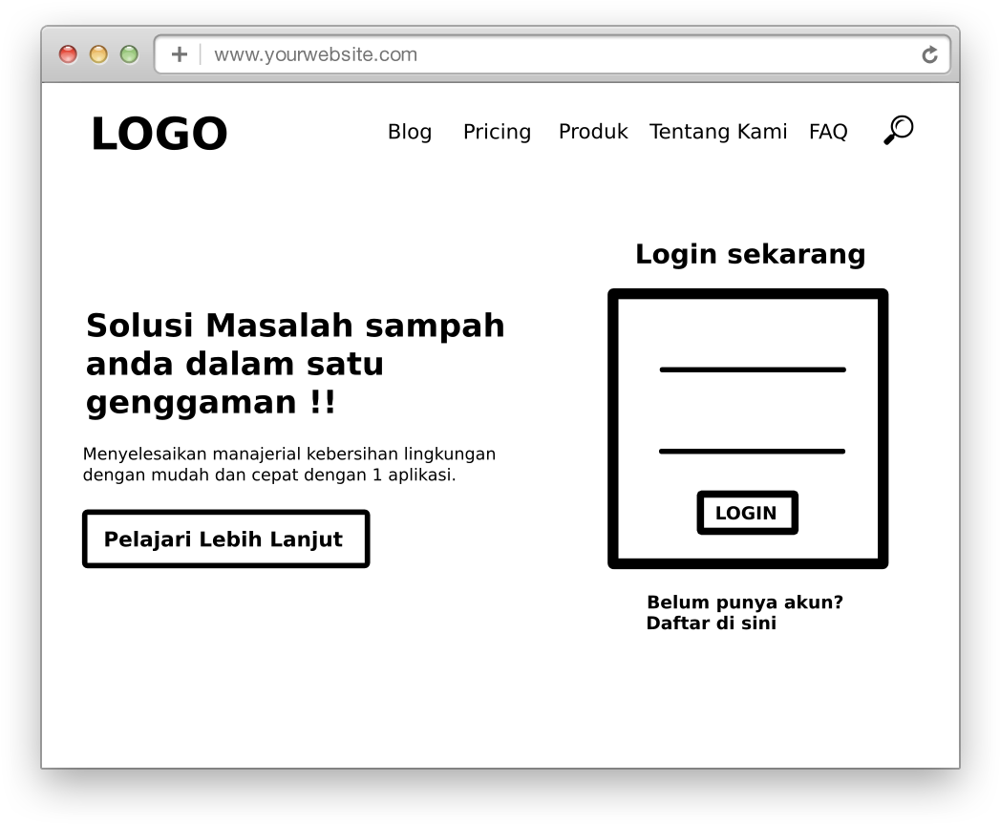 www.yourwebsite.com
LOGO
Blog Pricing Produk Tentang Kami FAQ
Login sekarang
Solusi Masalah sampah
anda dalam satu
genggaman !!
Menyelesaikan manajerial kebersihan lingkungan
dengan mudah dan cepat dengan 1 aplikasi.
Pelajari Lebih Lanjut
LOGIN
Belum punya akun?
Daftar di sini